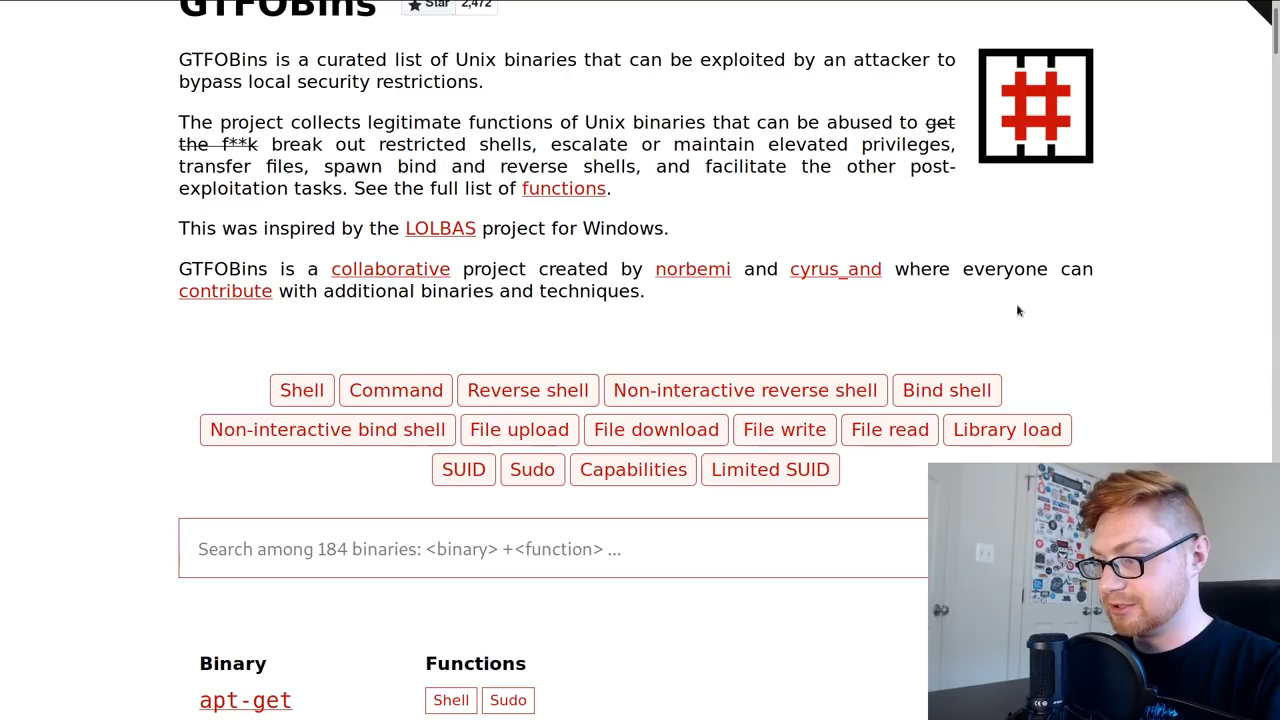 GTFOBins
Star 2,472
GTFOBins is a curated list of Unix binaries that can be exploited by an attacker to
bypass local security restrictions.
The project collects legitimate functions of Unix binaries that can be abused to get
the f**k break out restricted shells, escalate or maintain elevated privileges,
transfer files, spawn bind and reverse shells, and facilitate the other post-
exploitation tasks. See the full list of functions.
This was inspired by the LOLBAS project for Windows.
GTFOBins is a collaborative project created by norbemi and cyrus_and where everyone can
contribute with additional binaries and techniques.
Shell Command Reverse shell Non-interactive reverse shell Bind shell
Non-interactive bind shell File upload File download File write File read Library load
SUID Sudo Capabilities Limited SUID
Search among 184 binaries: <binary> +<function> ...
Binary Functions
apt-get Shell Sudo